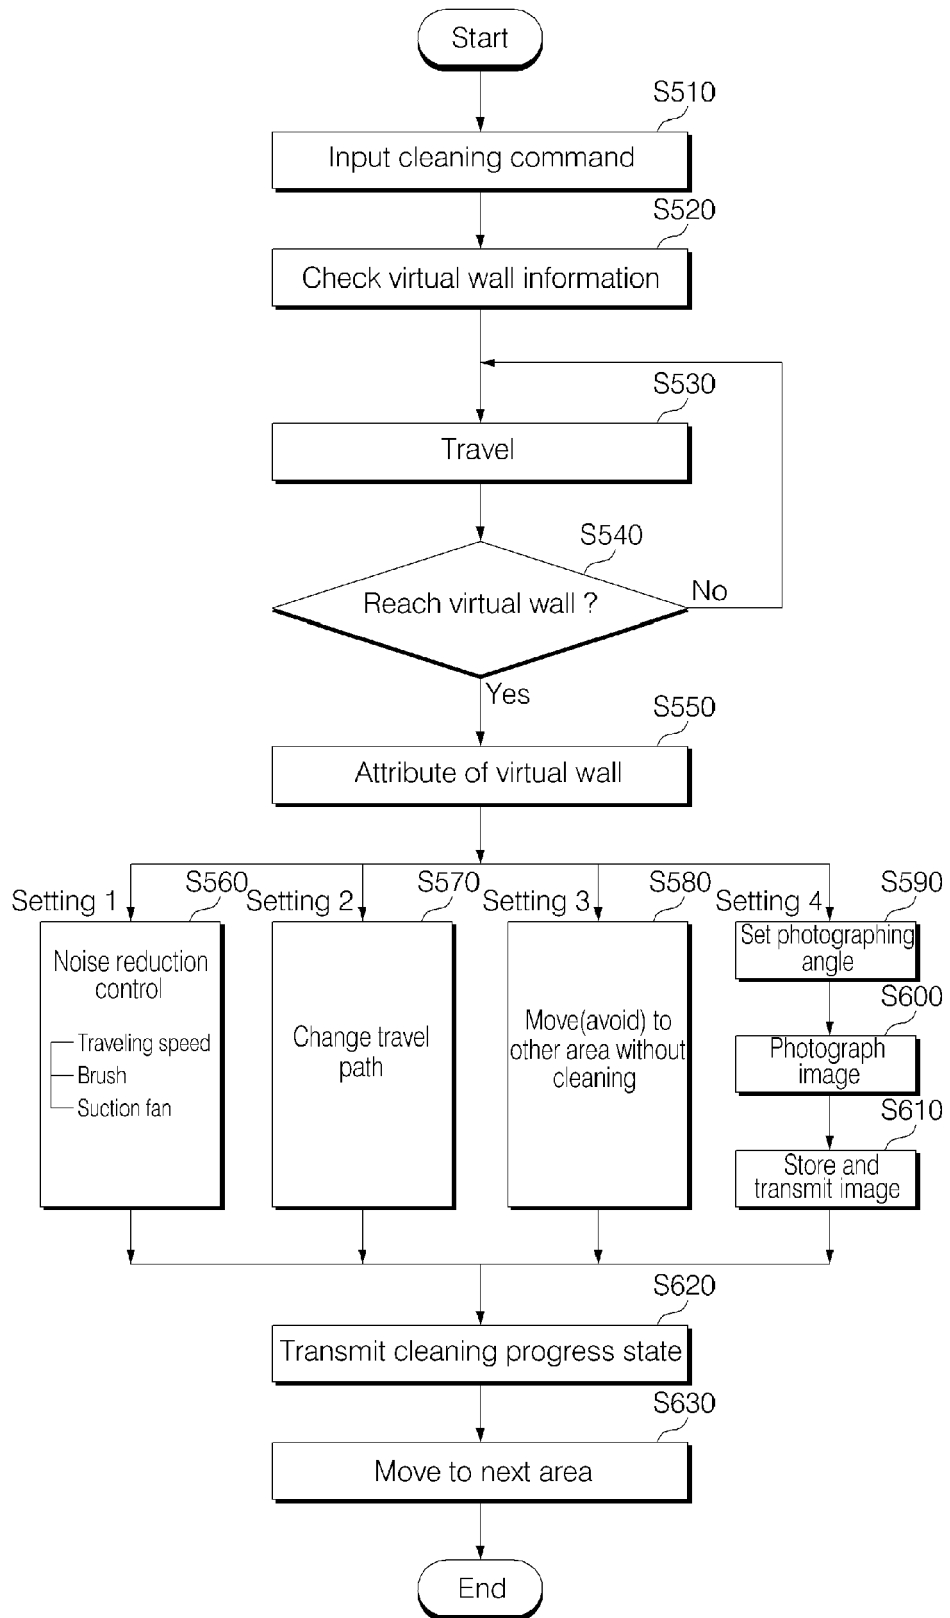 Start
S510
Input cleaning command
S520
Check virtual wall information
S530
Travel
S540
Reach virtual wall ?
No
Yes
S550
Attribute of virtual wall
Setting 1
S560
Noise reduction
control
Traveling speed
Brush
Suction fan
Setting 2
S570
Change travel
path
Setting 3
S580
Move(avoid) to
other area without
cleaning
Setting 4
S590
Set photographing
angle
S600
Photograph
image
S610
Store and
transmit image
S620
Transmit cleaning progress state
S630
Move to next area
End